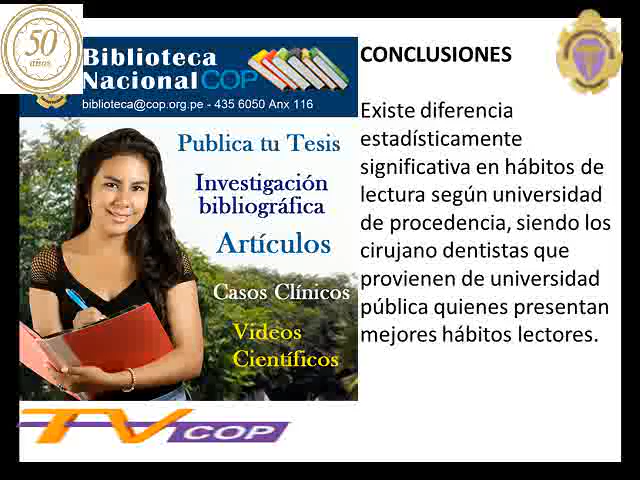 50
años
Biblioteca
Nacional COP
biblioteca@cop.org.pe - 435 6050 Anx 116
Publica tu Tesis
Investigación
bibliográfica
Artículos
Casos Clínicos
Videos
Científicos
TV COP
CONCLUSIONES
Existe diferencia
estadísticamente
significativa en hábitos de
lectura según universidad
de procedencia, siendo los
cirujano dentistas que
provienen de universidad
pública quienes presentan
mejores hábitos lectores.